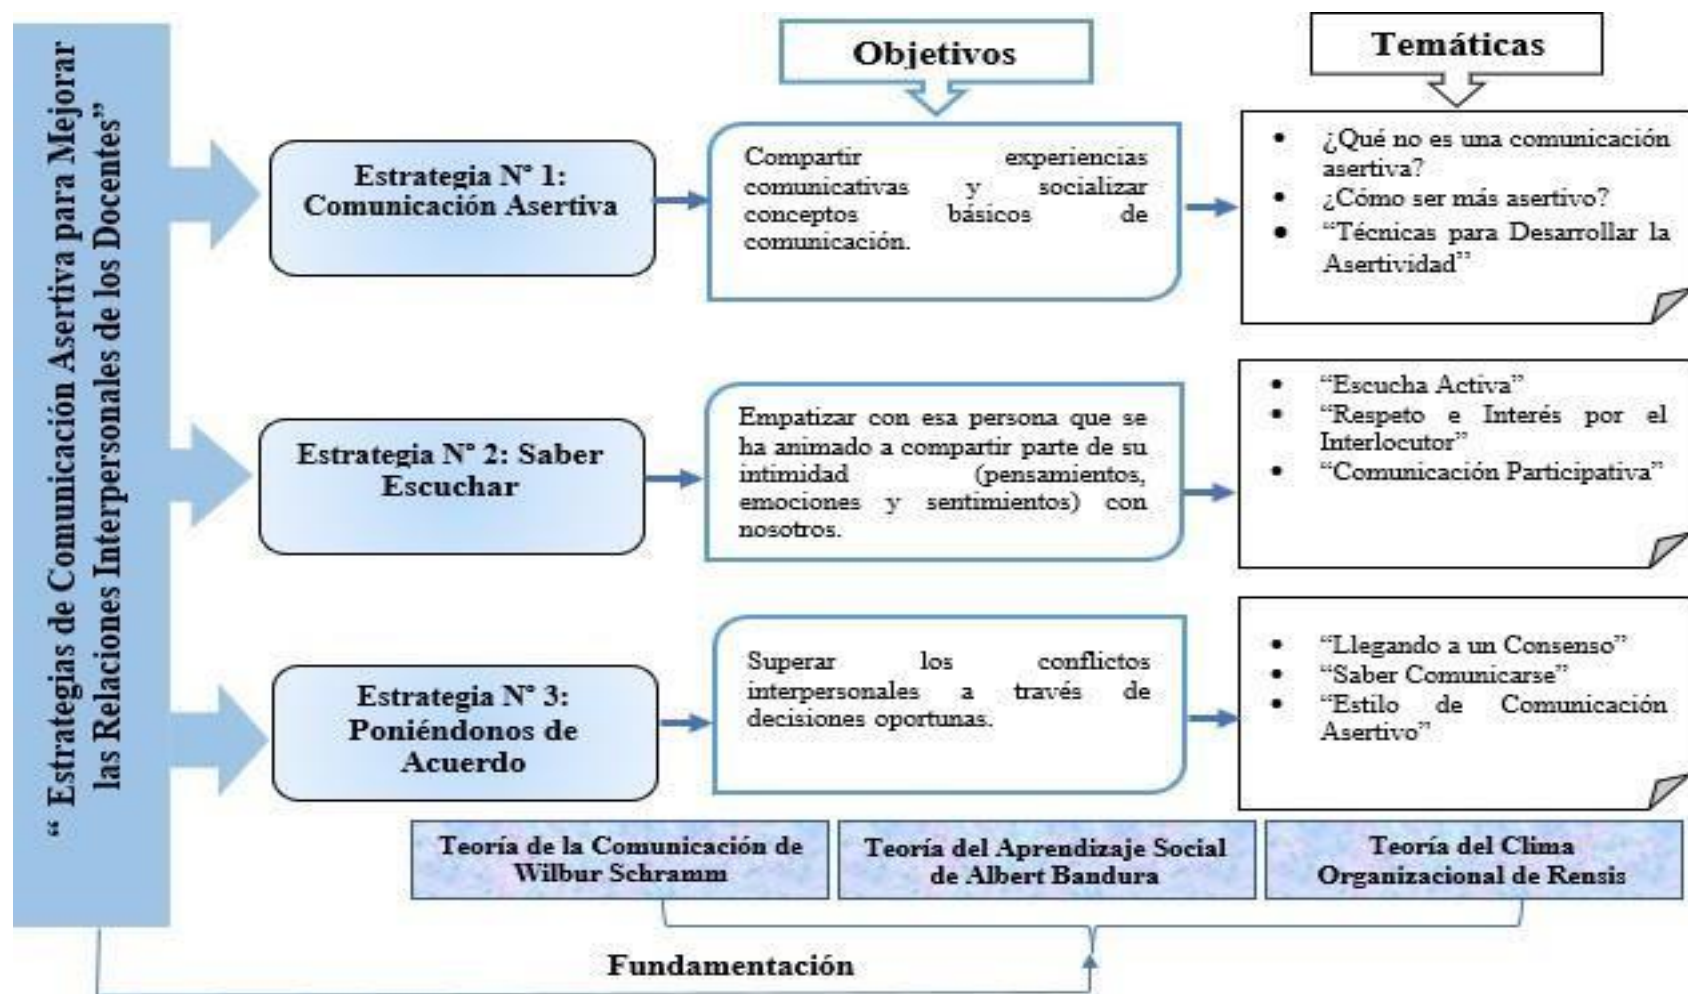 “ Estrategias de Comunicación Asertiva para Mejorar
las Relaciones Interpersonales de los Docentes”
Objetivos
Temáticas
Estrategia N° 1:
Comunicación Asertiva
Compartir experiencias
comunicativas y socializar
conceptos básicos de
comunicación.
• ¿Qué no es una comunicación
asertiva?
• ¿Cómo ser más asertivo?
• “Técnicas para Desarrollar la
Asertividad”
Estrategia N° 2: Saber
Escuchar
Empatizar con esa persona que se
ha animado a compartir parte de su
intimidad (pensamientos,
emociones y sentimientos) con
nosotros.
• “Escucha Activa”
• “Respeto e Interés por el
Interlocutor”
• “Comunicación Participativa”
Estrategia N° 3:
Poniéndonos de
Acuerdo
Superar los conflictos
interpersonales a través de
decisiones oportunas.
• “Llegando a un Consenso”
• “Saber Comunicarse”
• “Estilo de Comunicación
Asertivo”
Teoría de la Comunicación de
Wilbur Schramm
Teoría del Aprendizaje Social
de Albert Bandura
Teoría del Clima
Organizacional de Rensis
Fundamentación